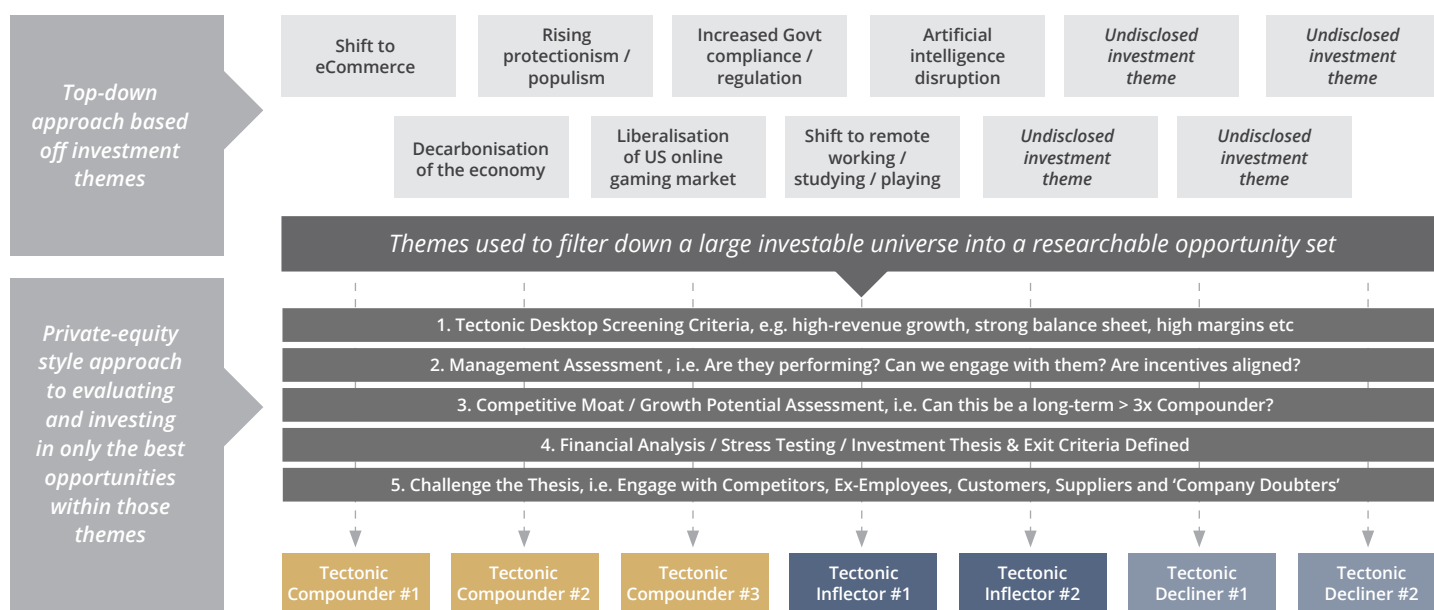 Top-down
approach based
off investment
themes
Shift to
eCommerce
Rising
protectionism /
populism
Increased Govt
compliance /
regulation
Artificial
intelligence
disruption
Undisclosed
investment
theme
Undisclosed
investment
theme
Decarbonisation
of the economy
Liberalisation
of US online
gaming market
Shift to remote
working /
studying / playing
Undisclosed
investment
theme
Undisclosed
investment
theme
Themes used to filter down a large investable universe into a researchable opportunity set
Private-equity
style approach
to evaluating
and investing
in only the best
opportunities
within those
themes
1. Tectonic Desktop Screening Criteria, e.g. high-revenue growth, strong balance sheet, high margins etc
2. Management Assessment , i.e. Are they performing? Can we engage with them? Are incentives aligned?
3. Competitive Moat / Growth Potential Assessment, i.e. Can this be a long-term > 3x Compounder?
4. Financial Analysis / Stress Testing / Investment Thesis & Exit Criteria Defined
5. Challenge the Thesis, i.e. Engage with Competitors, Ex-Employees, Customers, Suppliers and ‘Company Doubters’
Tectonic
Compounder #1
Tectonic
Compounder #2
Tectonic
Compounder #3
Tectonic
Inflector #1
Tectonic
Inflector #2
Tectonic
Decliner #1
Tectonic
Decliner #2